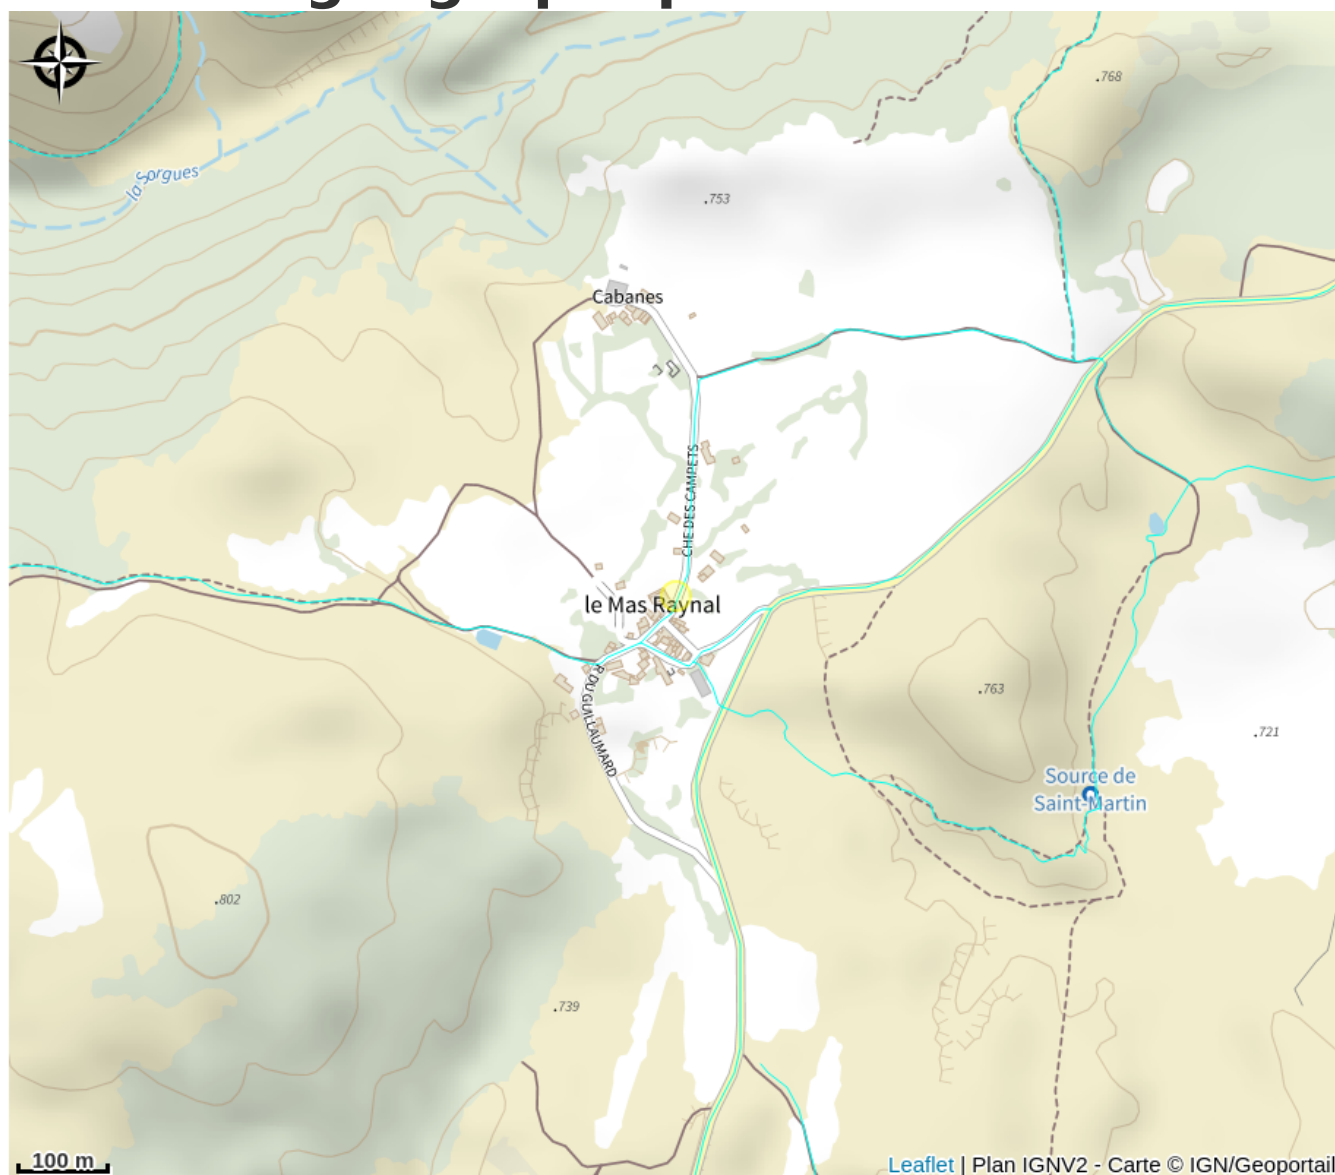 la Sorgues
.768
.753
Cabanes
CHE DES CAMPETS
le Mas Raynal
R DU GUILLAUMARD
.763
.721
Source de
Saint-Martin
.802
.739
100 m
Leaflet | Plan IGNV2 - Carte © IGN/Geoportail